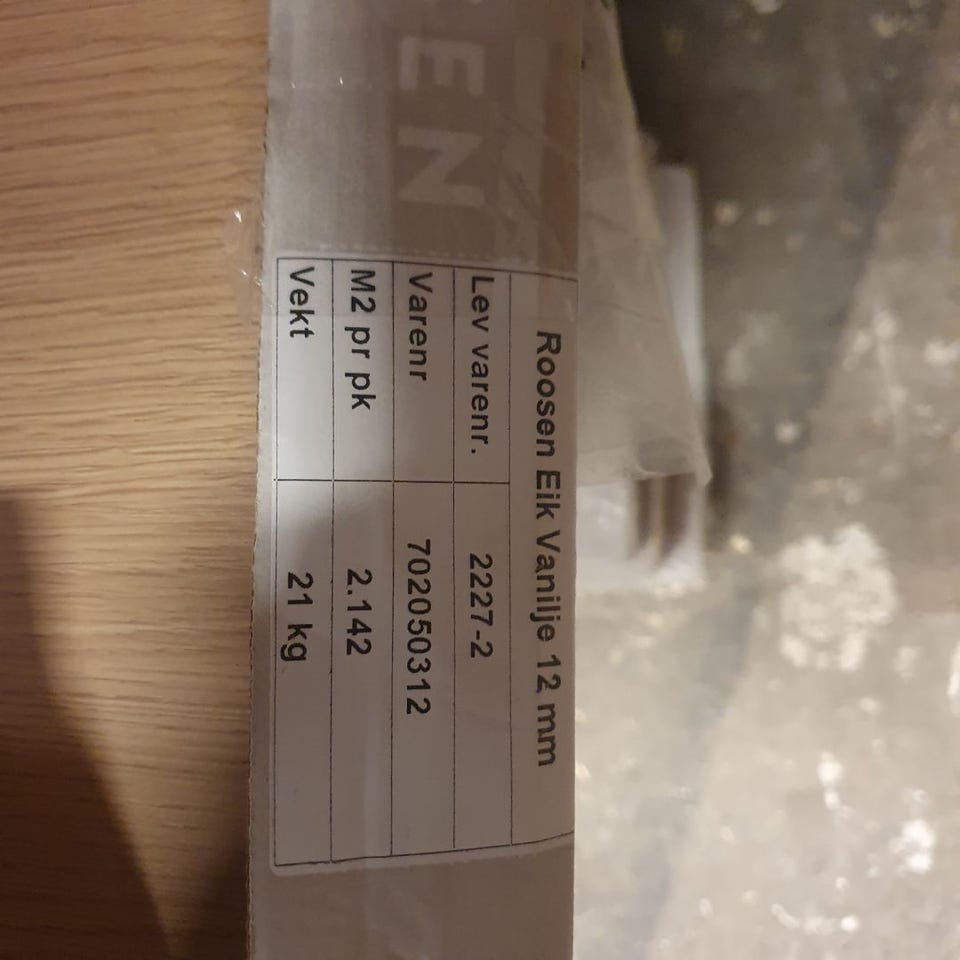 EN
Roosen Eik Vanilje 12 mm
Lev varenr. 2227-2
Varenr 702050312
M2 pr pk 2.142
Vekt 21 kg